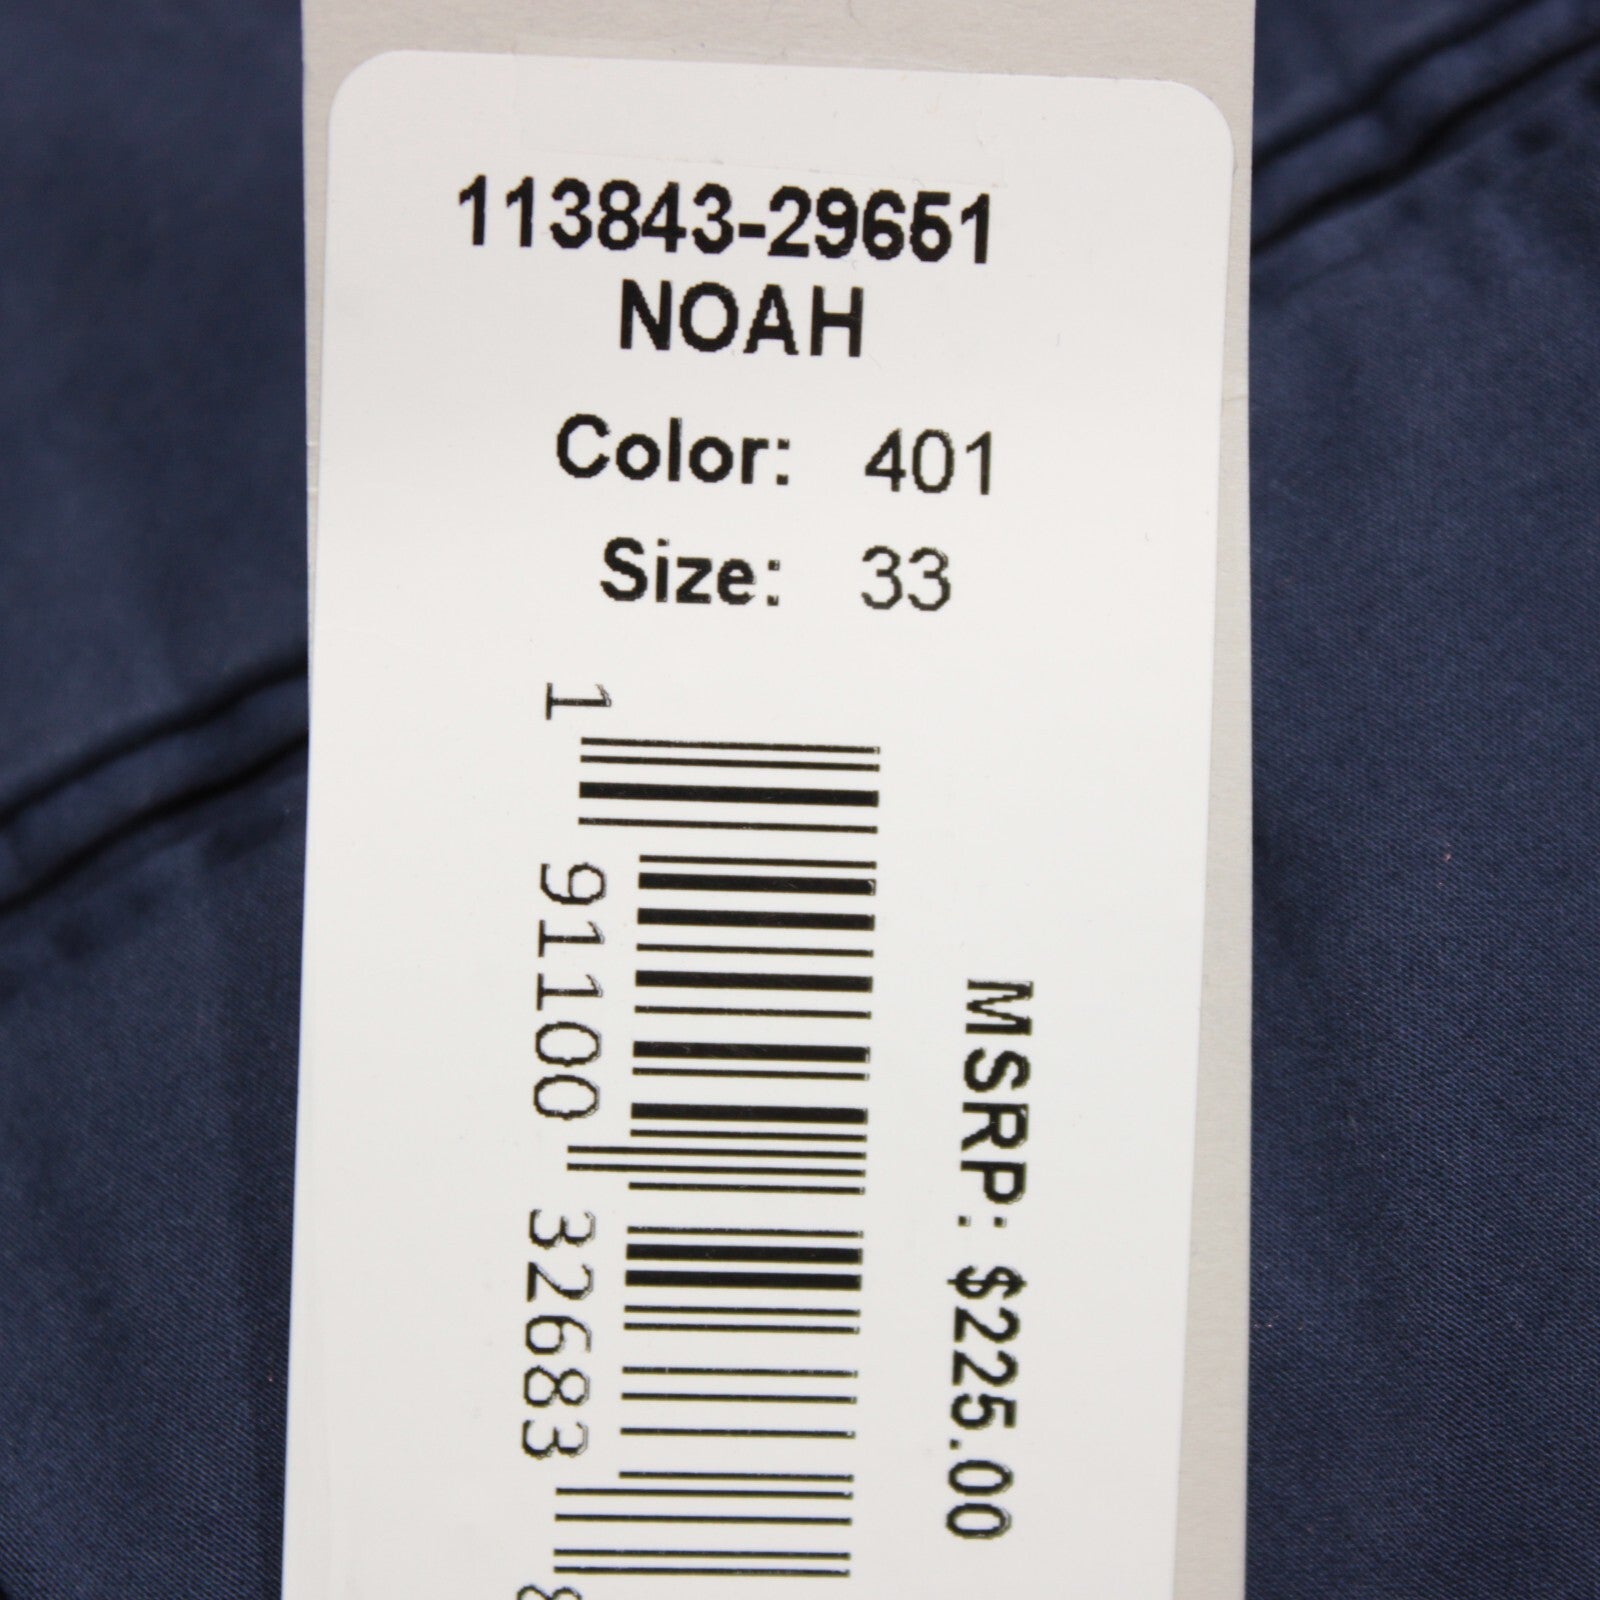 113843-29651
NOAH
Color: 401
Size: 33
1 91100 32683
MSRP: $225.00